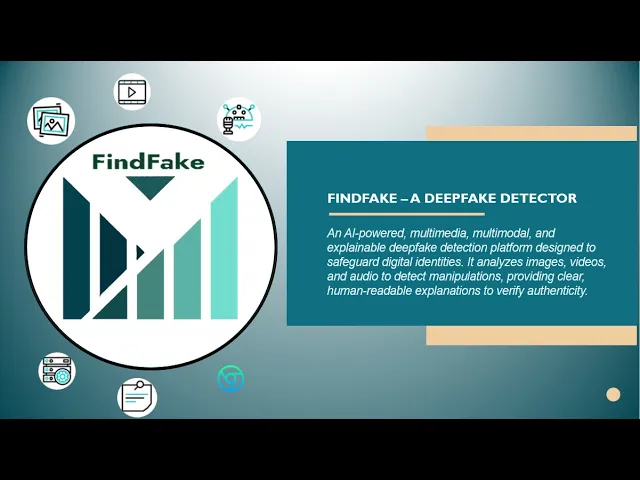 FindFake
FINDFAKE – A DEEPFAKE DETECTOR
An AI-powered, multimedia, multimodal, and
explainable deepfake detection platform designed to
safeguard digital identities. It analyzes images, videos,
and audio to detect manipulations, providing clear,
human-readable explanations to verify authenticity.